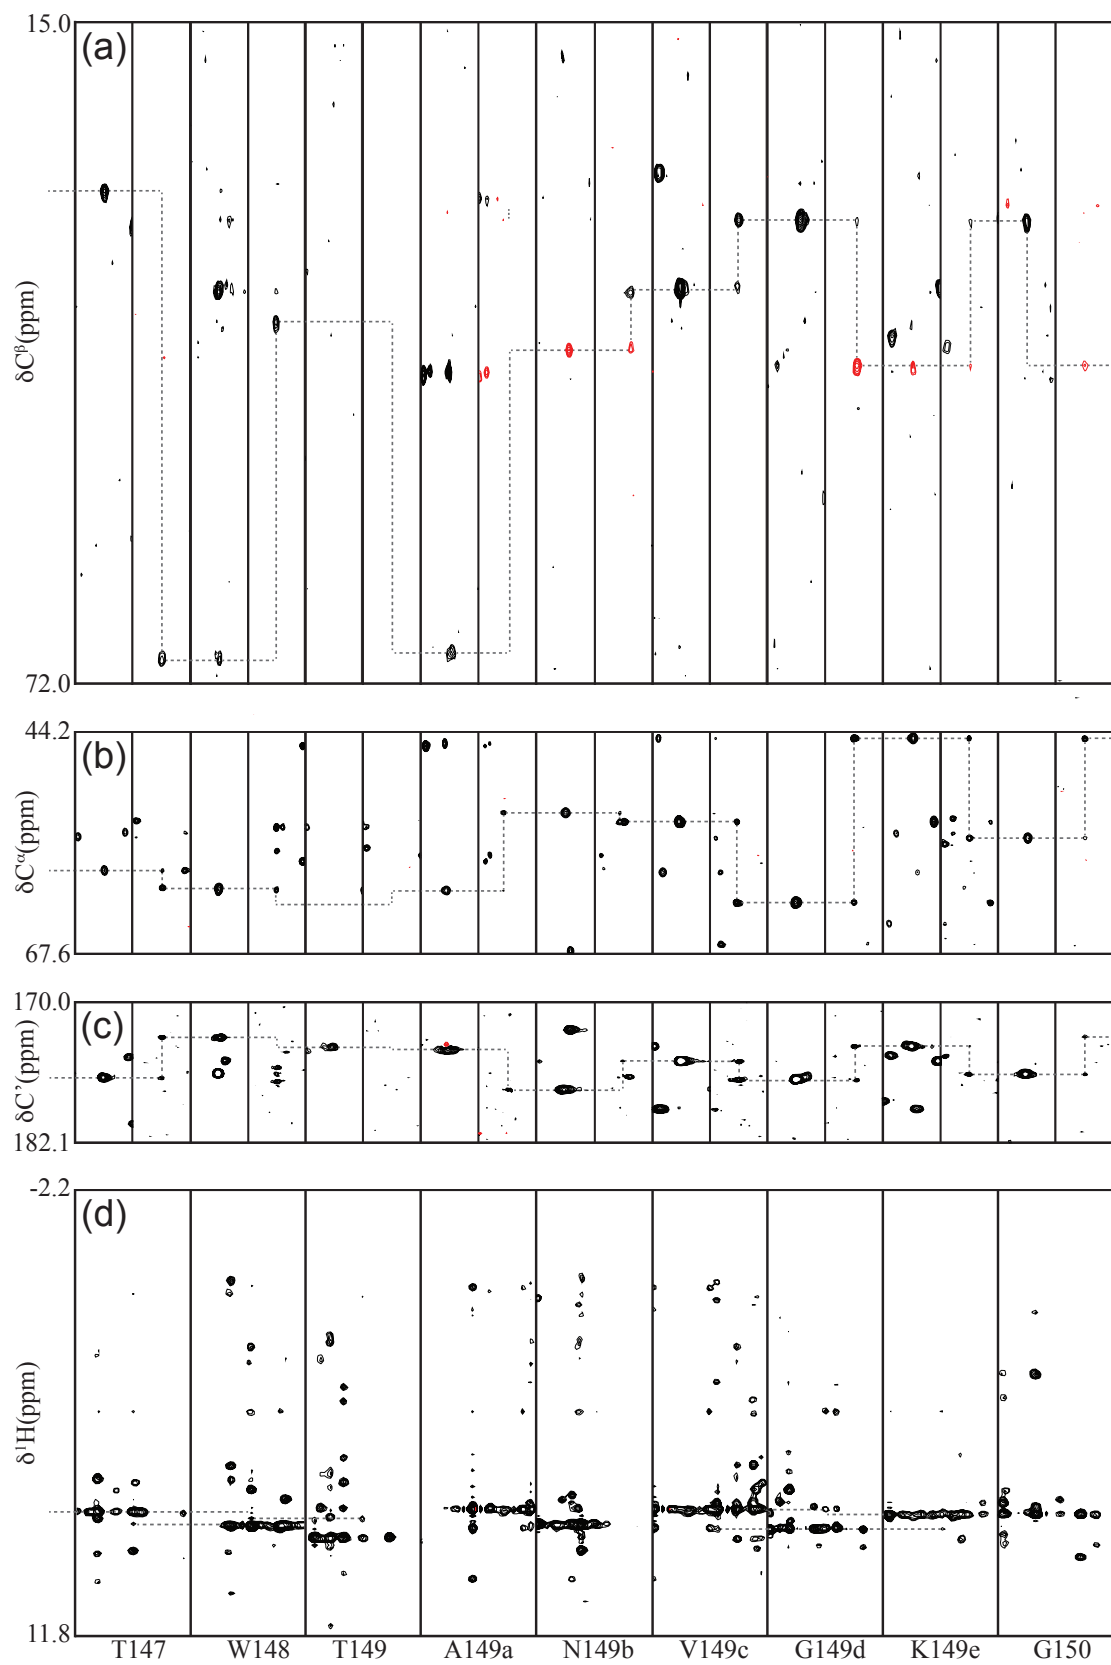 15.0
(a)
δCᵝ(ppm)
72.0
44.2
(b)
δCᵅ(ppm)
67.6
170.0
(c)
δC'(ppm)
182.1
-2.2
(d)
δ¹H(ppm)
11.8
T147 W148 T149 A149a N149b V149c G149d K149e G150